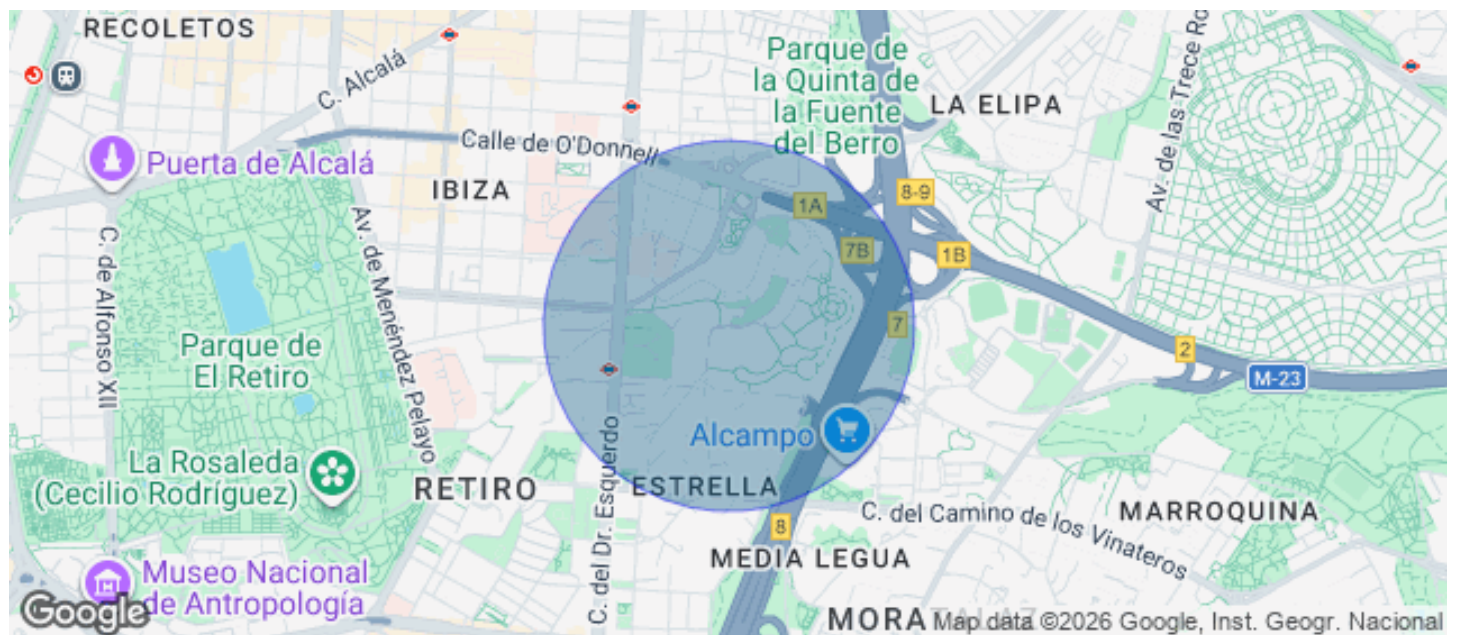 RECOLETOS
C. Alcalá
Parque de
la Quinta de
la Fuente
del Berro
LA ELIPA
Av. de las Trece Ro
Calle de O'Donnell
Puerta de Alcalá
IBIZA
1A
8-9
7B
1B
C. de Alfonso XII
Av. de Menéndez Pelayo
7
2
M-23
Parque de
El Retiro
Alcampo
La Rosaleda
(Cecilio Rodríguez)
RETIRO
C. del Dr. Esquerdo
ESTRELLA
8
C. del Camino de los Vinateros
MARROQUINA
MEDIA LEGUA
Museo Nacional
de Antropología
Google
MORA
Map data ©2026 Google, Inst. Geogr. Nacional